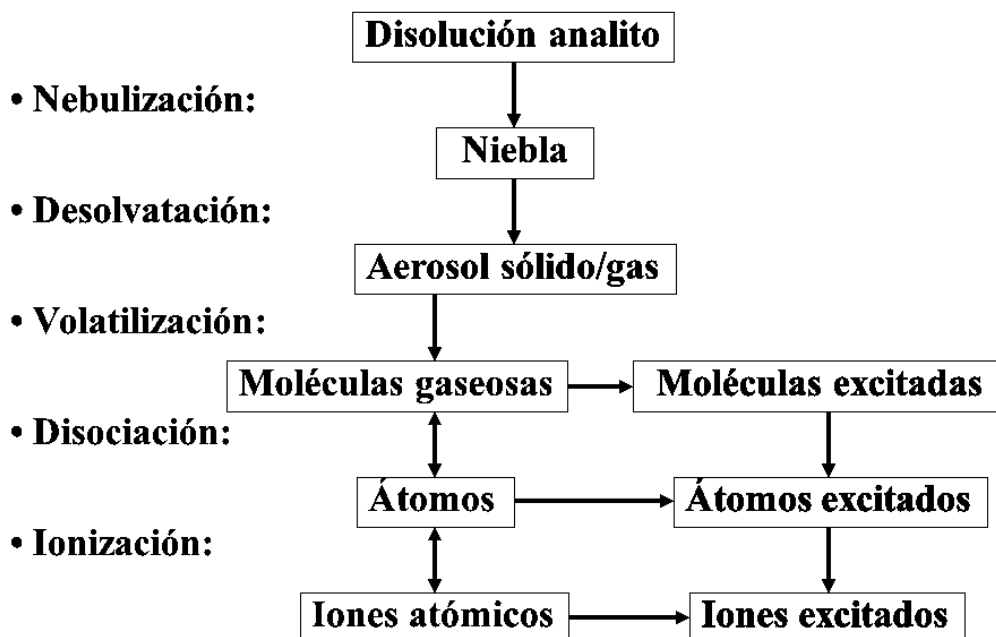 Disolución analito
• Nebulización:
Niebla
• Desolvatación:
Aerosol sólido/gas
• Volatilización:
Moléculas gaseosas
Moléculas excitadas
• Disociación:
Átomos
Átomos excitados
• Ionización:
Iones atómicos
Iones excitados